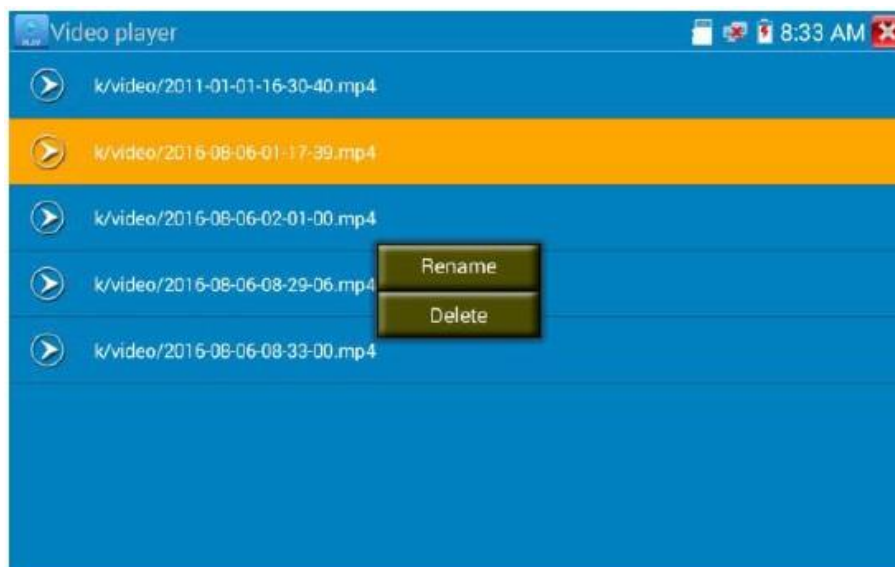 Video player
8:33 AM
k/video/2011-01-01-16-30-40.mp4
k/video/2016-08-06-01-17-39.mp4
k/video/2016-08-06-02-01-00.mp4
k/video/2016-08-06-08-29-06.mp4
k/video/2016-08-06-08-33-00.mp4
Rename
Delete